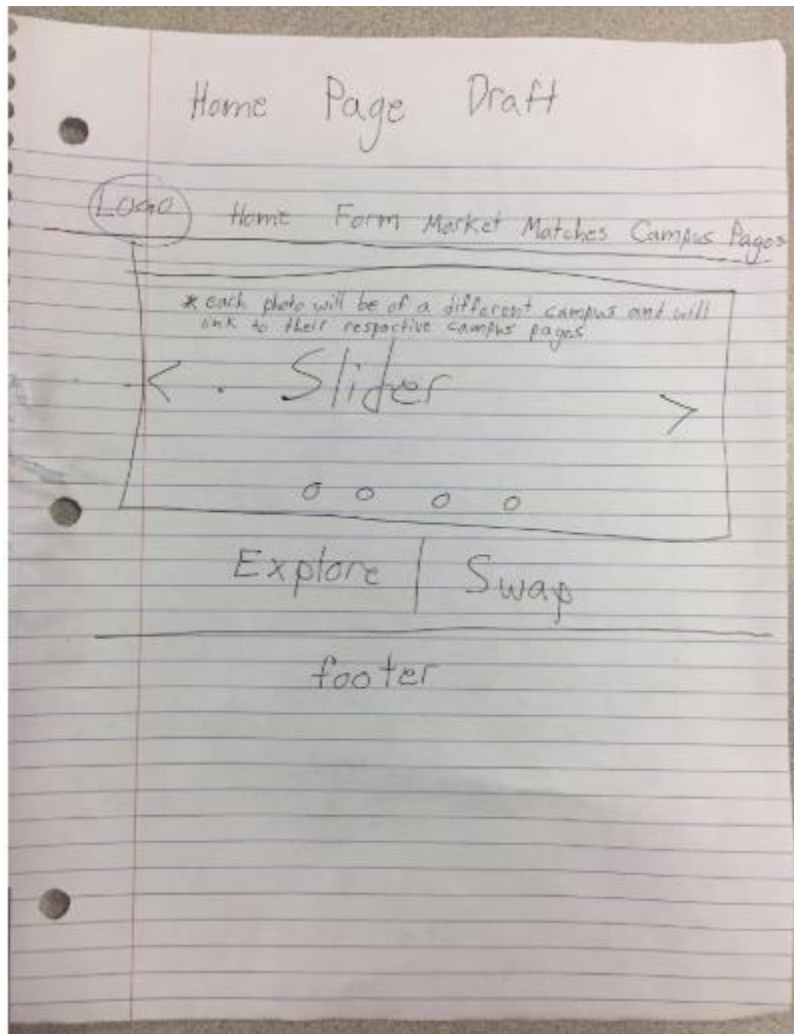 Home Page Draft
Logo Home Form Market Matches Campus Pages
* each photo will be of a different campus and will
link to their respective campus pages
< Slider >
Explore | Swap
footer